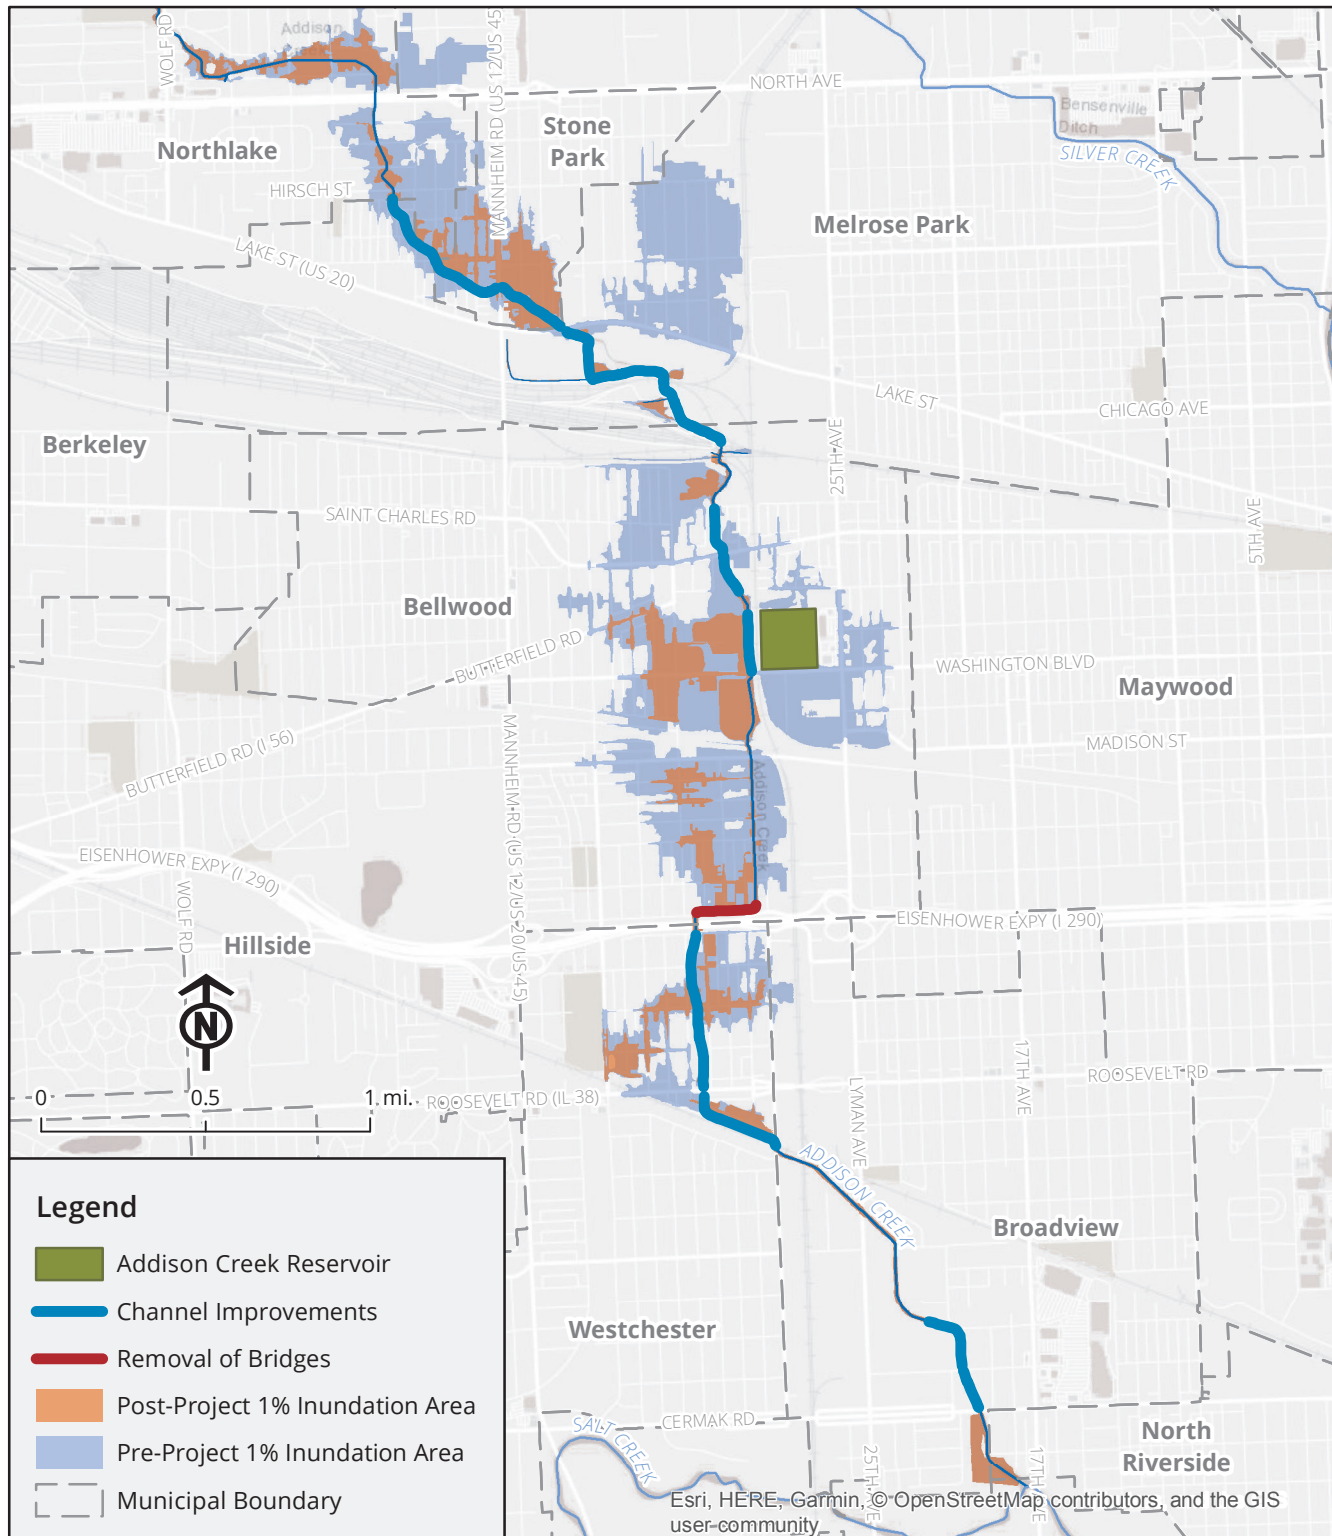 Addison
WOLF RD
MANNHEIM RD (US 12/US 45
NORTH AVE
Bensenville
Ditch
SILVER CREEK
Stone
Park
Northlake
HIRSCH ST
MANNHEIM RD (US 12/US 45)
Melrose Park
LAKE ST (US 20)
LAKE ST
CHICAGO AVE
25TH AVE
Berkeley
SAINT CHARLES RD
5TH AVE
Bellwood
BUTTERFIELD RD
WASHINGTON BLVD
Maywood
MADISON ST
BUTTERFIELD RD (I 56)
MANNHEIM RD (US 12/US 20/US 45)
Addison Creek
EISENHOWER EXPY (I 290)
WOLF RD
EISENHOWER EXPY (I 290)
Hillside
N
17TH AVE
ROOSEVELT RD
LYMAN AVE
0 0.5 1 mi.
ROOSEVELT RD (IL 38)
ADDISON CREEK
Broadview
Westchester
Legend
Addison Creek Reservoir
Channel Improvements
Removal of Bridges
Post-Project 1% Inundation Area
Pre-Project 1% Inundation Area
Municipal Boundary
CERMAK RD
SALT CREEK
25TH AVE
17TH AVE
North
Riverside
Esri, HERE, Garmin, © OpenStreetMap contributors, and the GIS
user community